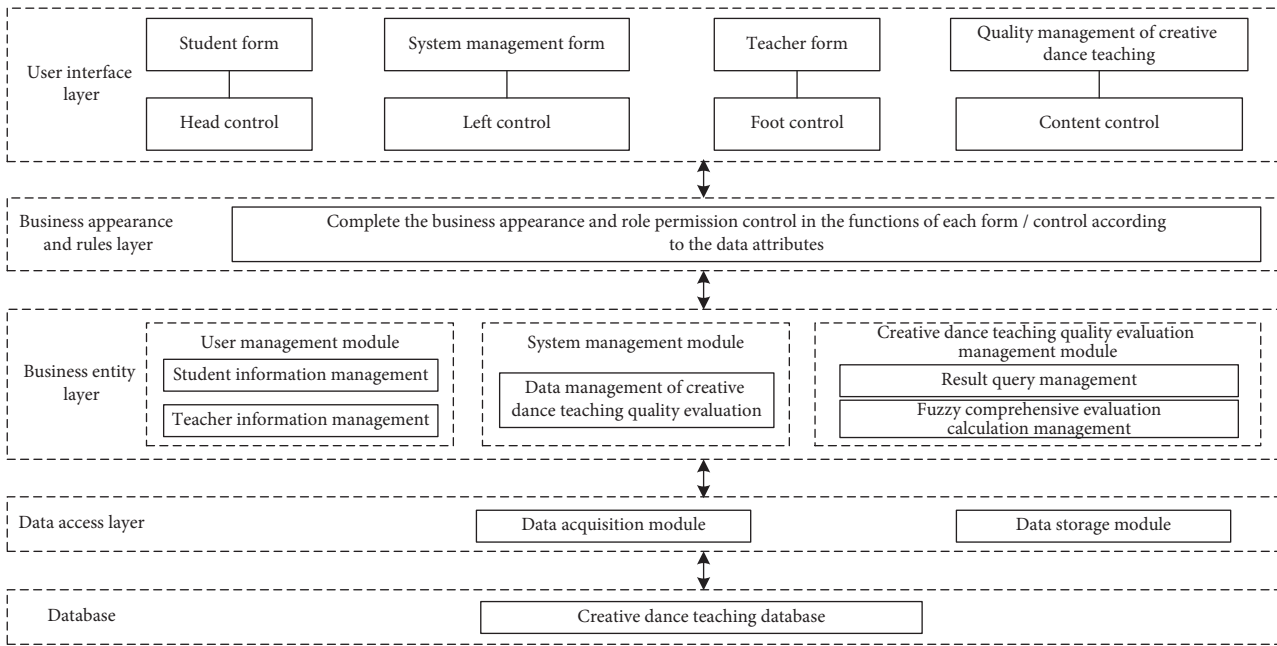 Student form
System management form
Teacher form
Quality management of creative
dance teaching
User interface
layer
Head control
Left control
Foot control
Content control
Business appearance
and rules layer
Complete the business appearance and role permission control in the functions of each form / control according
to the data attributes
Business entity
layer
User management module
Student information management
Teacher information management
System management module
Data management of creative
dance teaching quality evaluation
Creative dance teaching quality evaluation
management module
Result query management
Fuzzy comprehensive evaluation
calculation management
Data access layer
Data acquisition module
Data storage module
Database
Creative dance teaching database